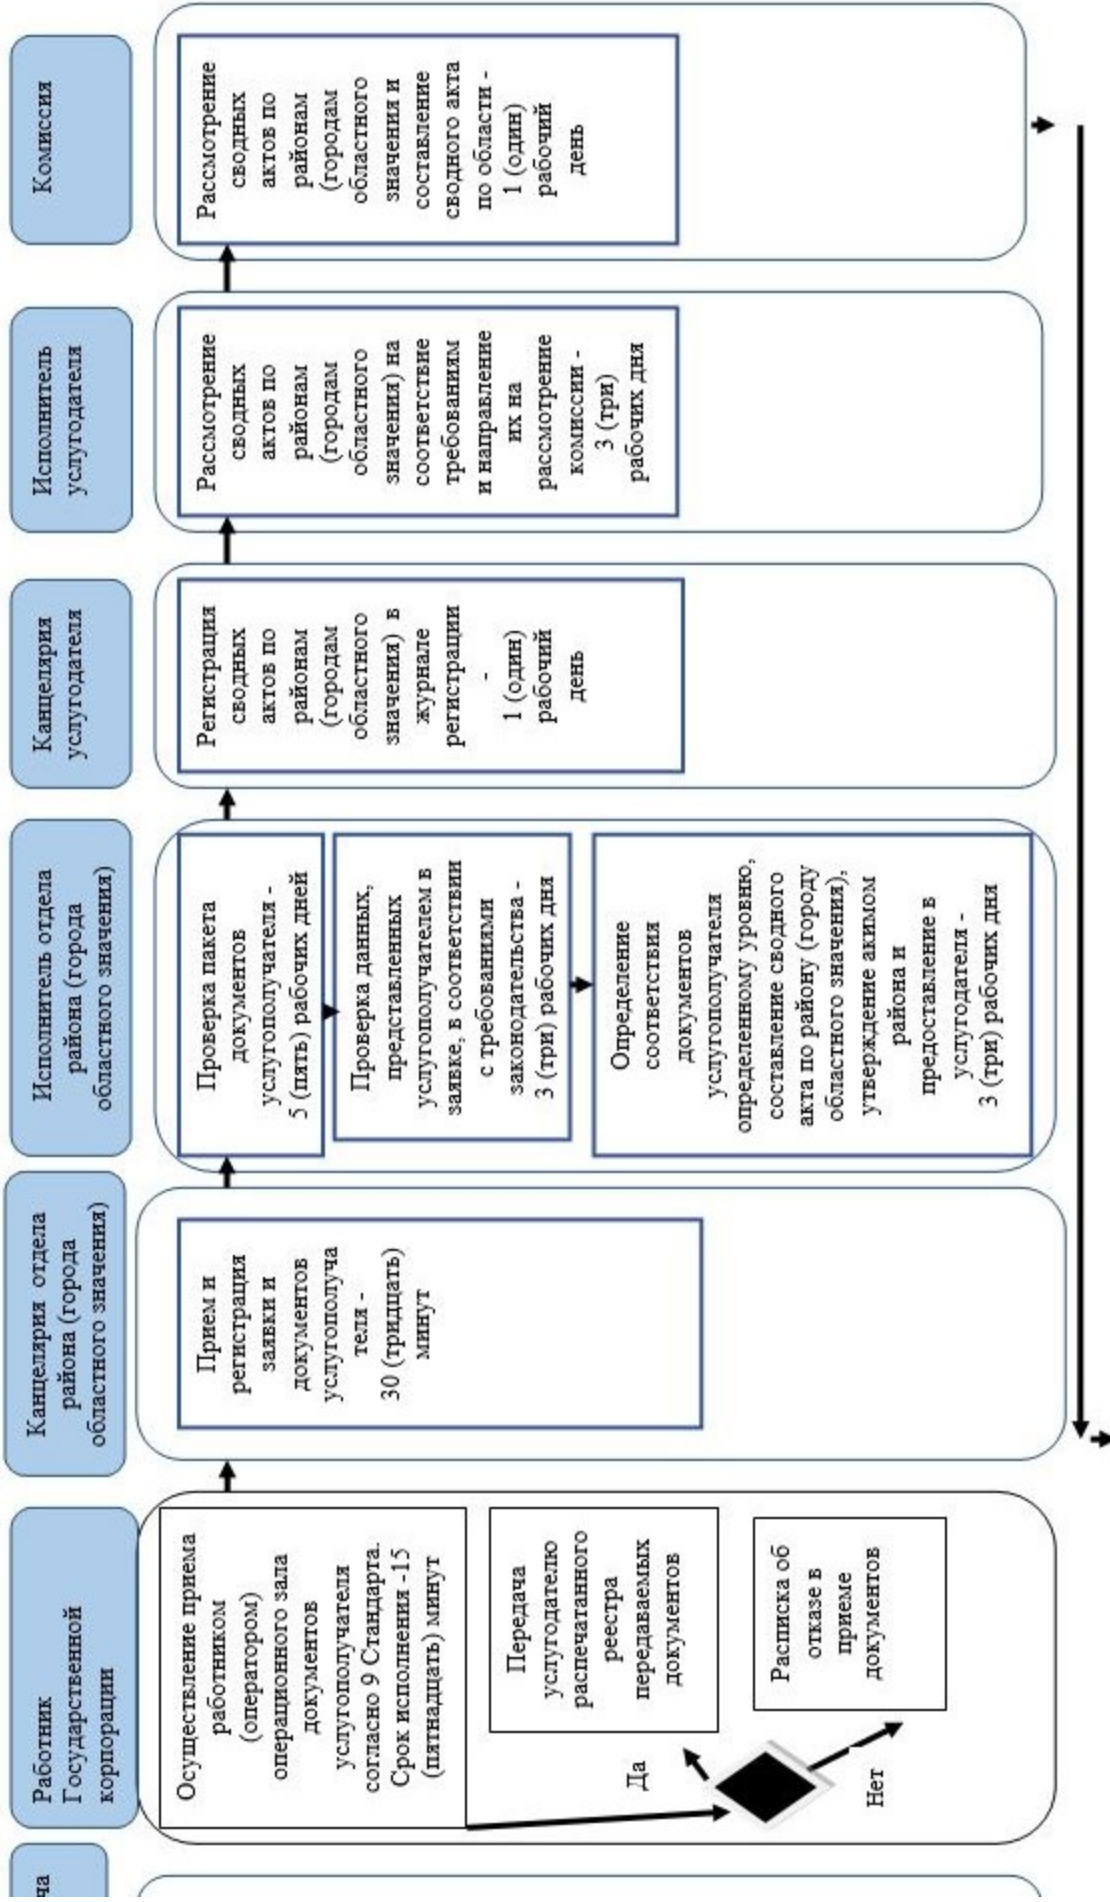 ча
Работник
Государственной
корпорации
Канцелярия отдела
района (города
областного значения)
Исполнитель отдела
района (города
областного значения)
Канцелярия
услугодателя
Исполнитель
услугодателя
Комиссия
Осуществление приема
работником
(оператором)
операционного зала
документов
услугополучателя
согласно 9 Стандарта.
Срок исполнения -15
(пятнадцать) минут
Да
Нет
Передача
услугодателю
распечатанного
реестра
передаваемых
документов
Расписка об
отказе в
приеме
документов
Прием и
регистрация
заявки и
документов
услугополуча
теля -
30 (тридцать)
минут
Проверка пакета
документов
услугополучателя -
5 (пять) рабочих дней
Проверка данных,
представленных
услугополучателем в
заявке, в соответствии
с требованиями
законодательства -
3 (три) рабочих дня
Определение
соответствия
документов
услугополучателя
определенному уровню,
составление сводного
акта по району (городу
областного значения),
утверждение акимом
района и
предоставление в
услугодателя -
3 (три) рабочих дня
Регистрация
сводных
актов по
районам
(городам
областного
значения) в
журнале
регистрации
-
1 (один)
рабочий
день
Рассмотрение
сводных
актов по
районам
(городам
областного
значения) на
соответствие
требованиям
и направление
их на
рассмотрение
комиссии -
3 (три)
рабочих дня
Рассмотрение
сводных
актов по
районам
(городам
областного
значения и
составление
сводного акта
по области -
1 (один)
рабочий
день